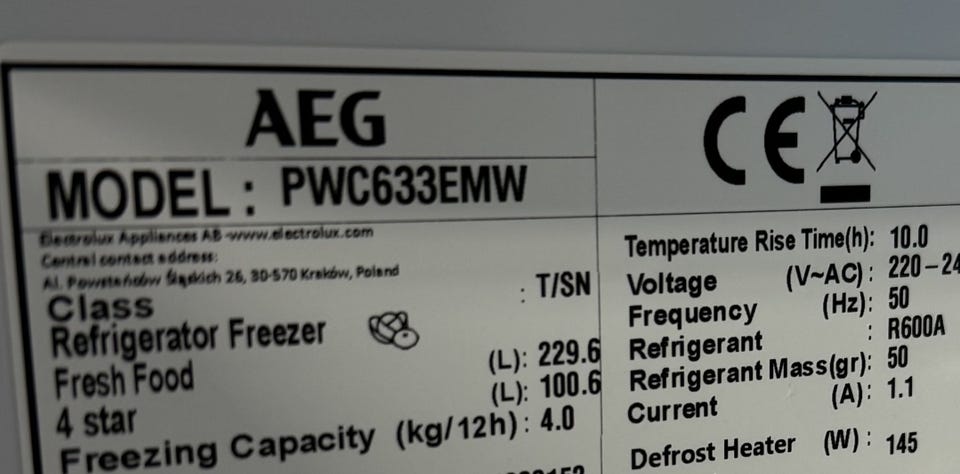 AEG
MODEL : PWC633EMW
Electrolux Appliances AB -www.electrolux.com
Central contact address:
Al. Powstańców Śląskich 26, 30-570 Kraków, Poland
Class : T/SN
Refrigerator Freezer
Fresh Food (L): 229.6
4 star (L): 100.6
Freezing Capacity (kg/12h) : 4.0
CE
Temperature Rise Time(h): 10.0
Voltage (V~AC) : 220-24
Frequency (Hz): 50
Refrigerant : R600A
Refrigerant Mass(gr): 50
Current (A): 1.1
Defrost Heater (W) : 145